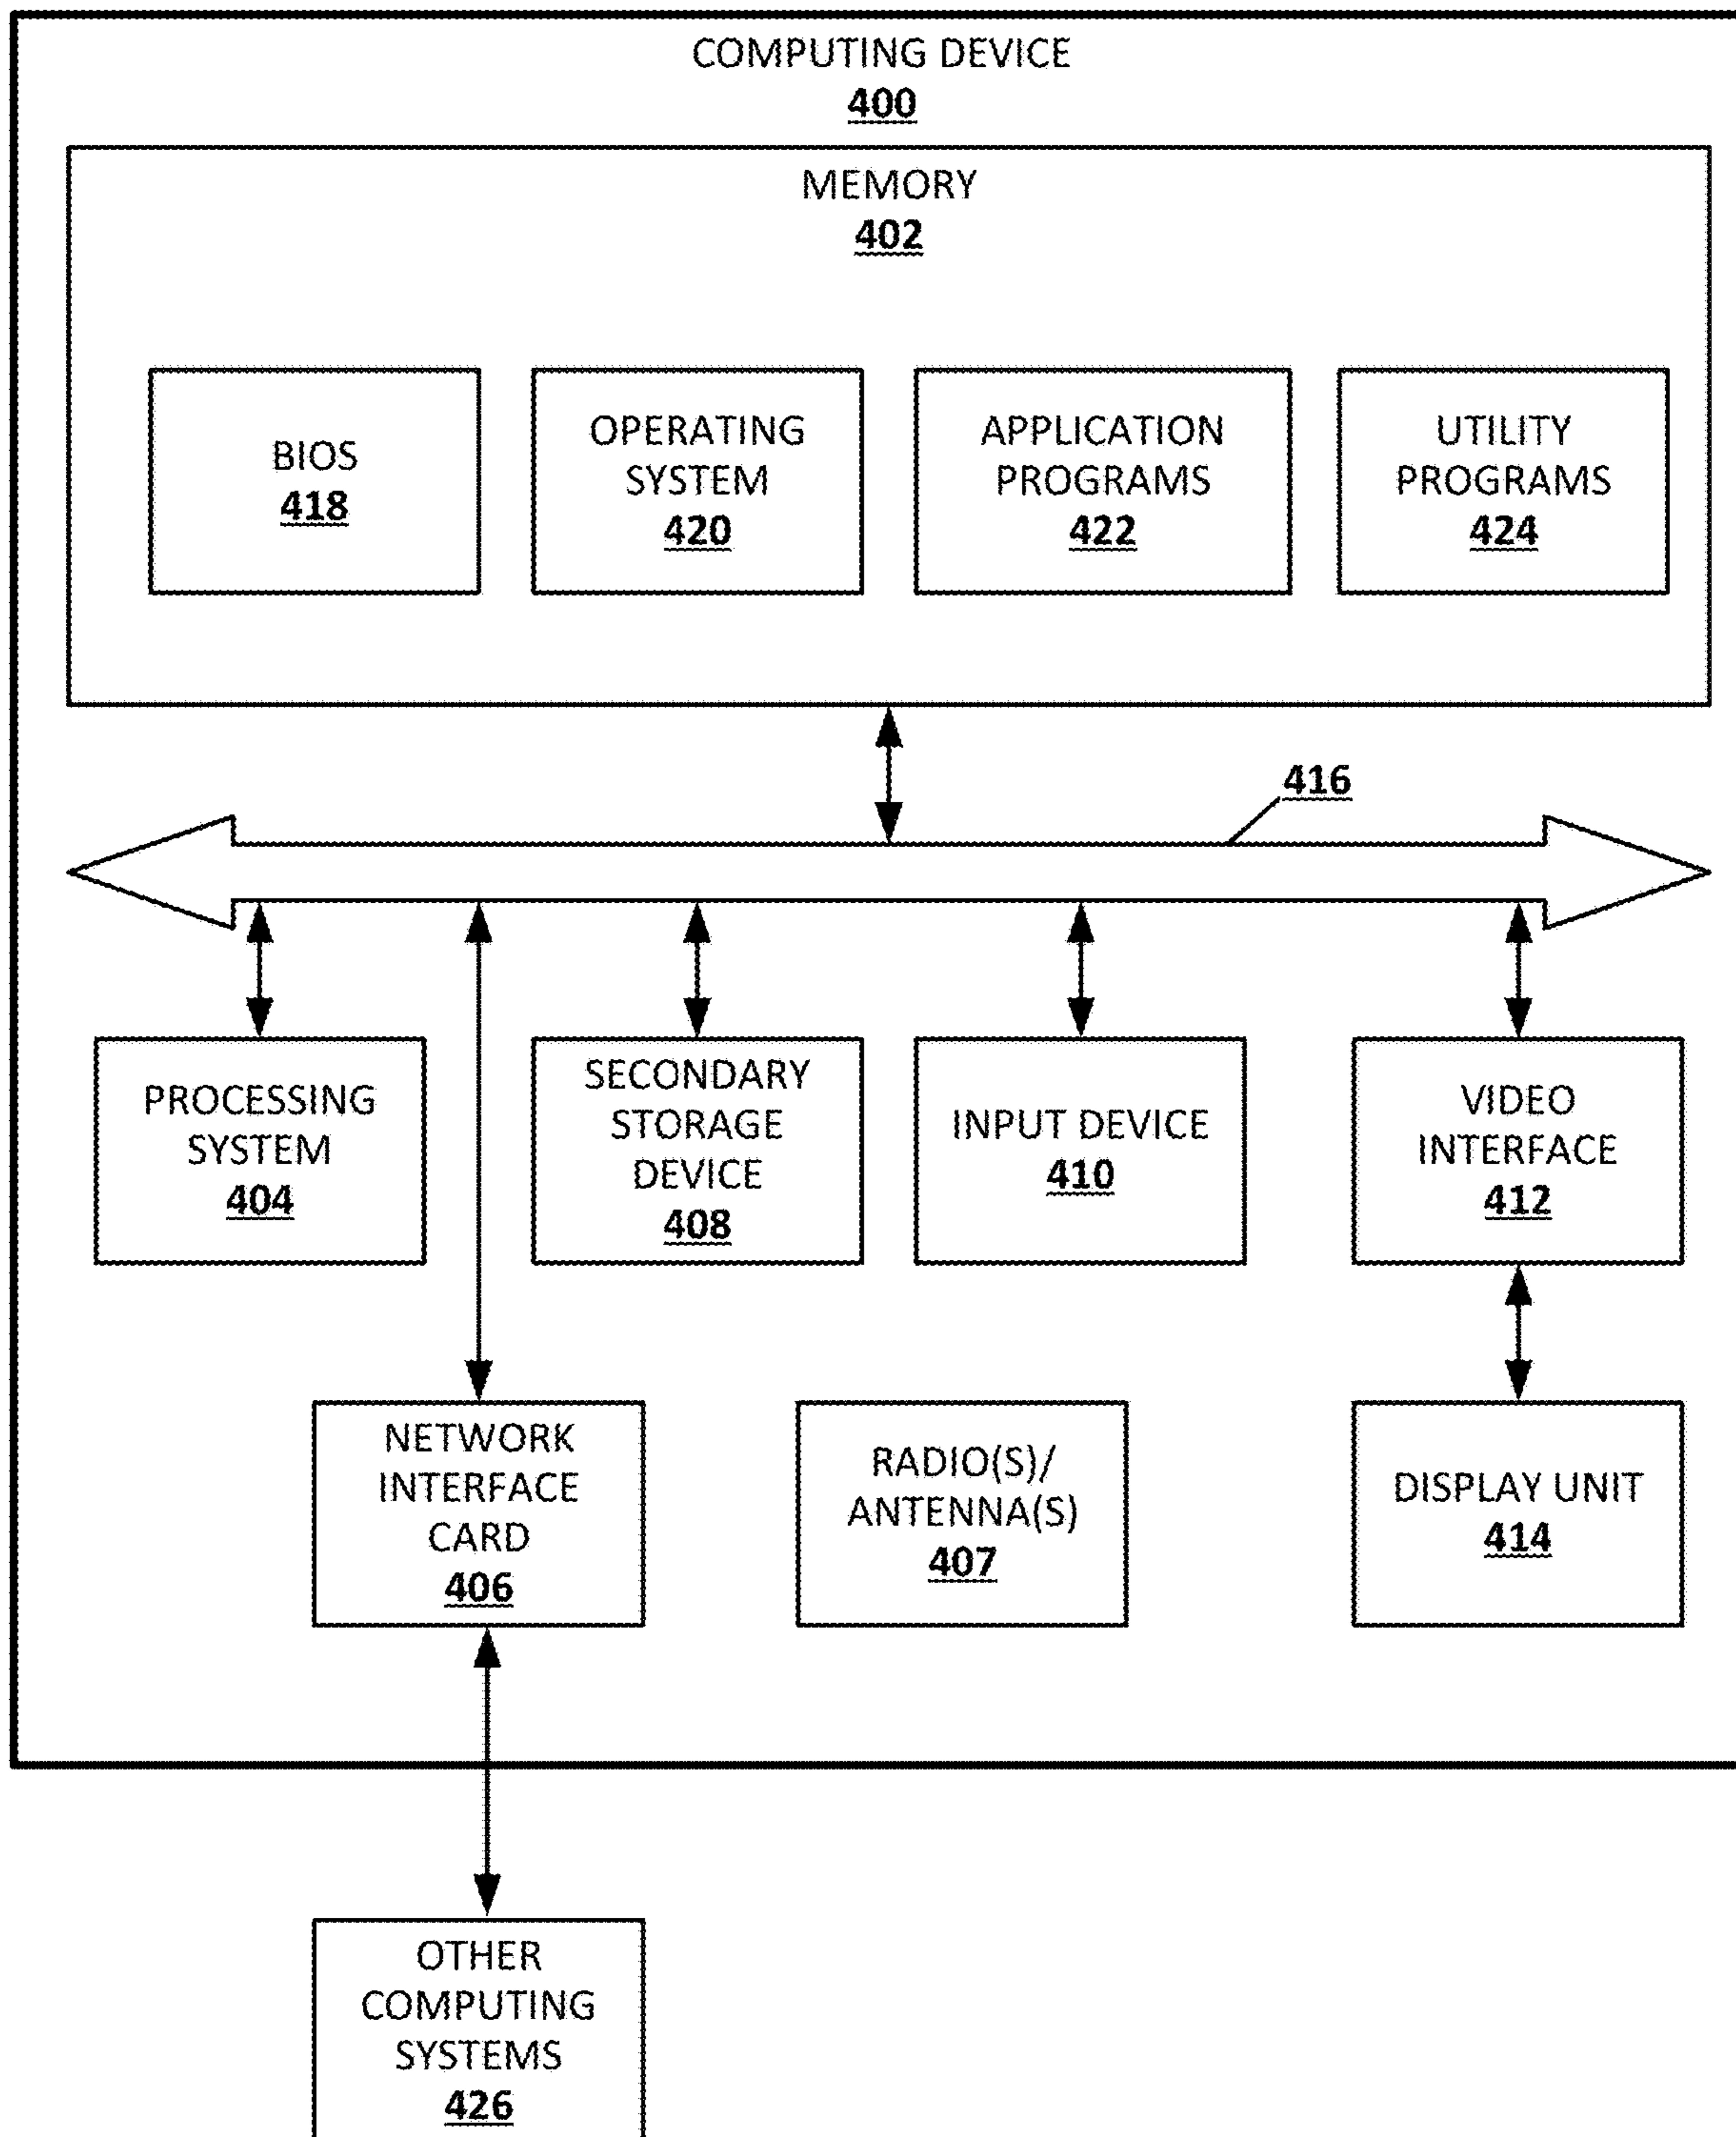 COMPUTING DEVICE
400
MEMORY
402
BIOS
418
OPERATING
SYSTEM
420
APPLICATION
PROGRAMS
422
UTILITY
PROGRAMS
424
416
PROCESSING
SYSTEM
404
SECONDARY
STORAGE
DEVICE
408
INPUT DEVICE
410
VIDEO
INTERFACE
412
NETWORK
INTERFACE
CARD
406
RADIO(S)/
ANTENNA(S)
407
DISPLAY UNIT
414
OTHER
COMPUTING
SYSTEMS
426